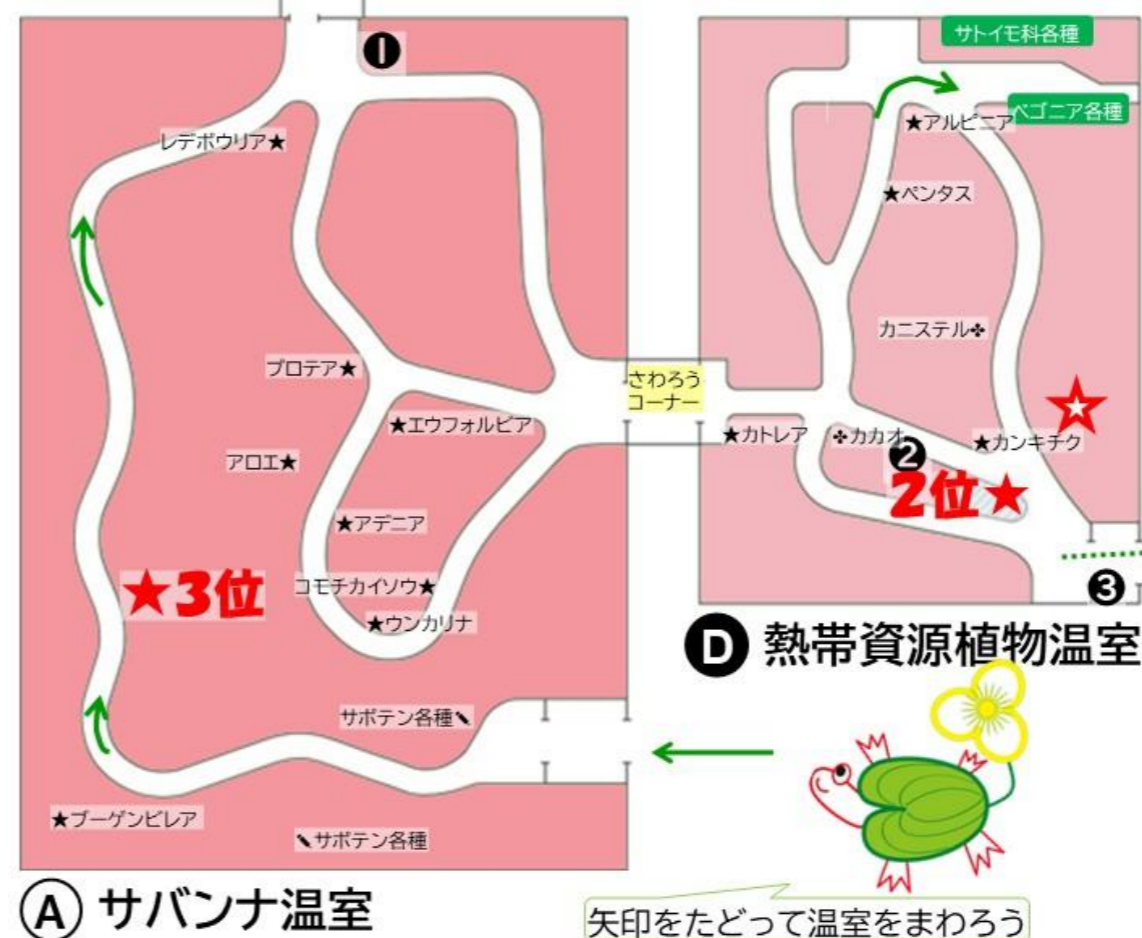 ❶
レデボウリア★
プロテア★
★エウフォルビア
アロエ★
★アデニア
コモチカイソウ★
★ウンカリナ
★3位
サボテン各種
★ブーゲンビレア
サボテン各種
Ⓐ サバンナ温室
さわろう
コーナー
サトイモ科各種
ベゴニア各種
★アルピニア
★ペンタス
カニステル✤
★カトレア
✤カカオ
❷
★カンキチク
2位★
❸
D 熱帯資源植物温室
矢印をたどって温室をまわろう